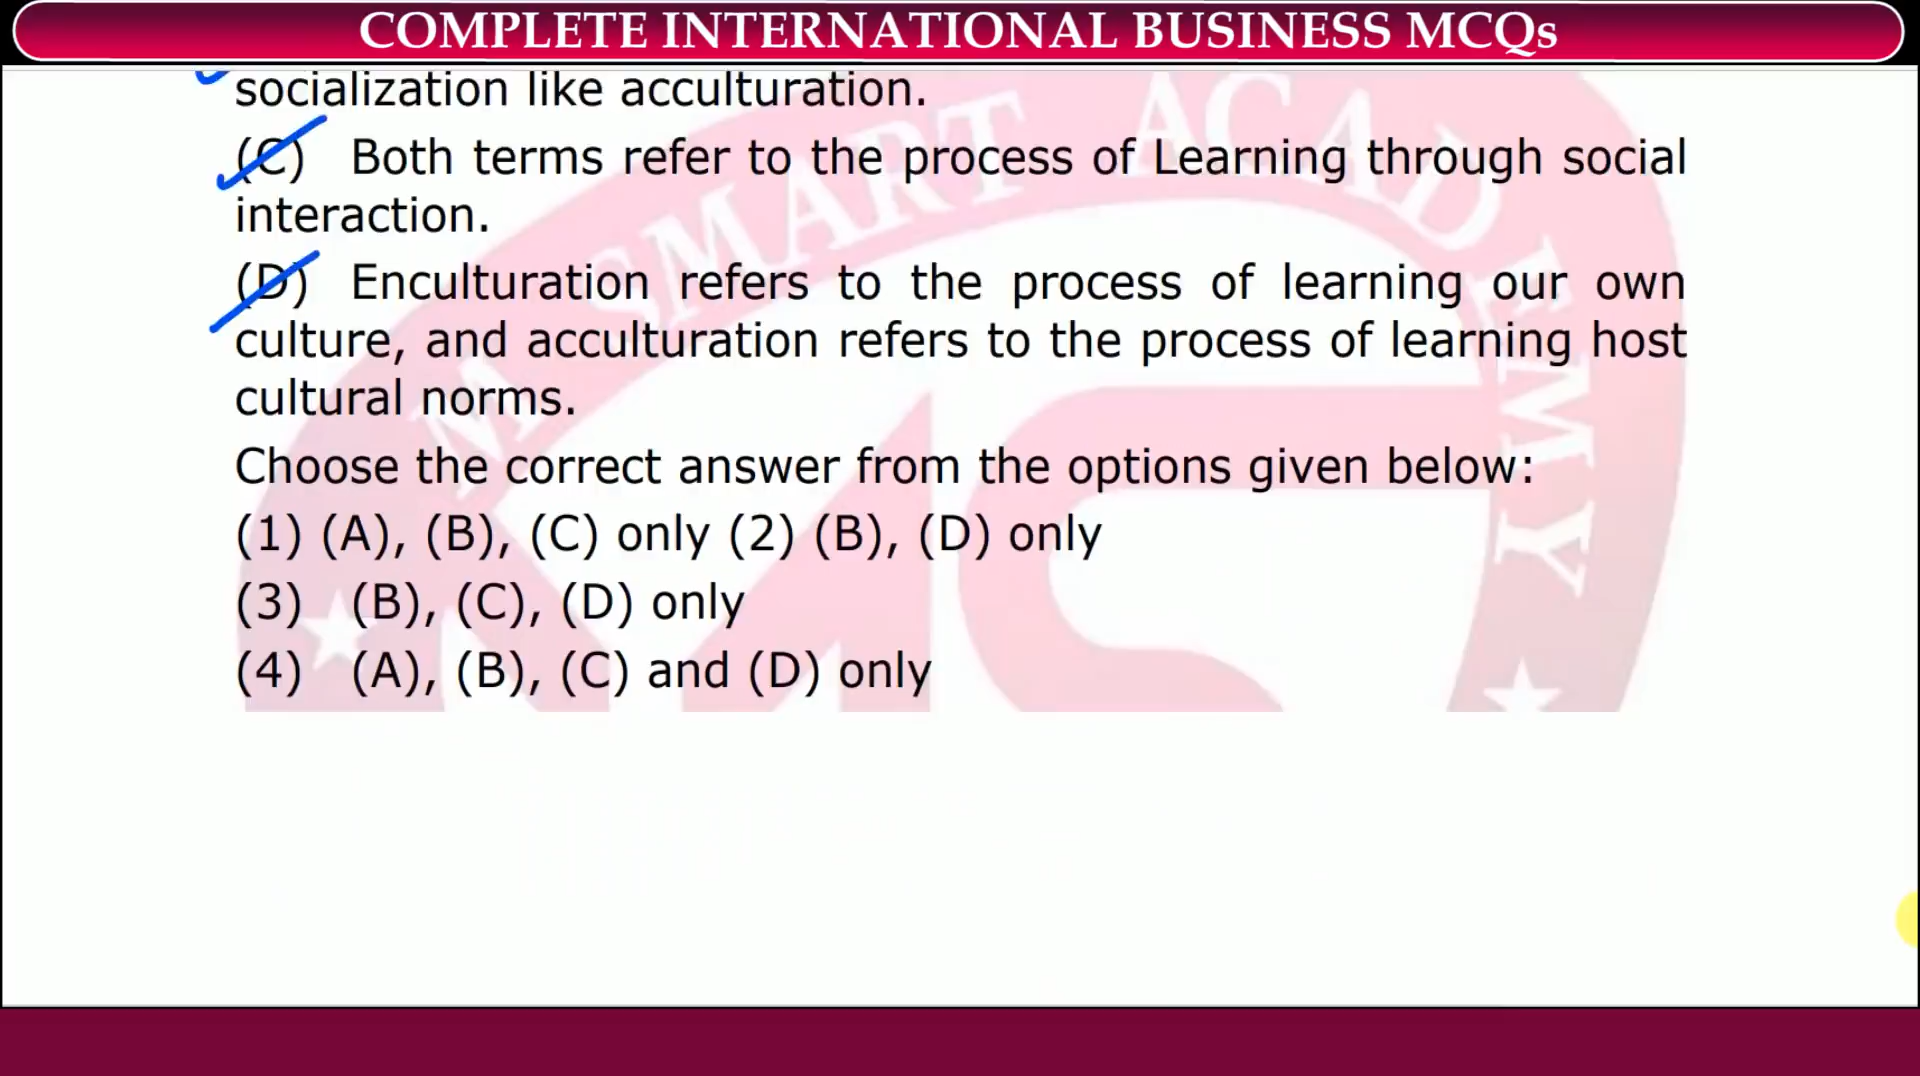 COMPLETE INTERNATIONAL BUSINESS MCQs
socialization like acculturation.
(C) Both terms refer to the process of Learning through social
interaction.
(D) Enculturation refers to the process of learning our own
culture, and acculturation refers to the process of learning host
cultural norms.
Choose the correct answer from the options given below:
(1) (A), (B), (C) only (2) (B), (D) only
(3) (B), (C), (D) only
(4) (A), (B), (C) and (D) only
M SMART ACADEMY